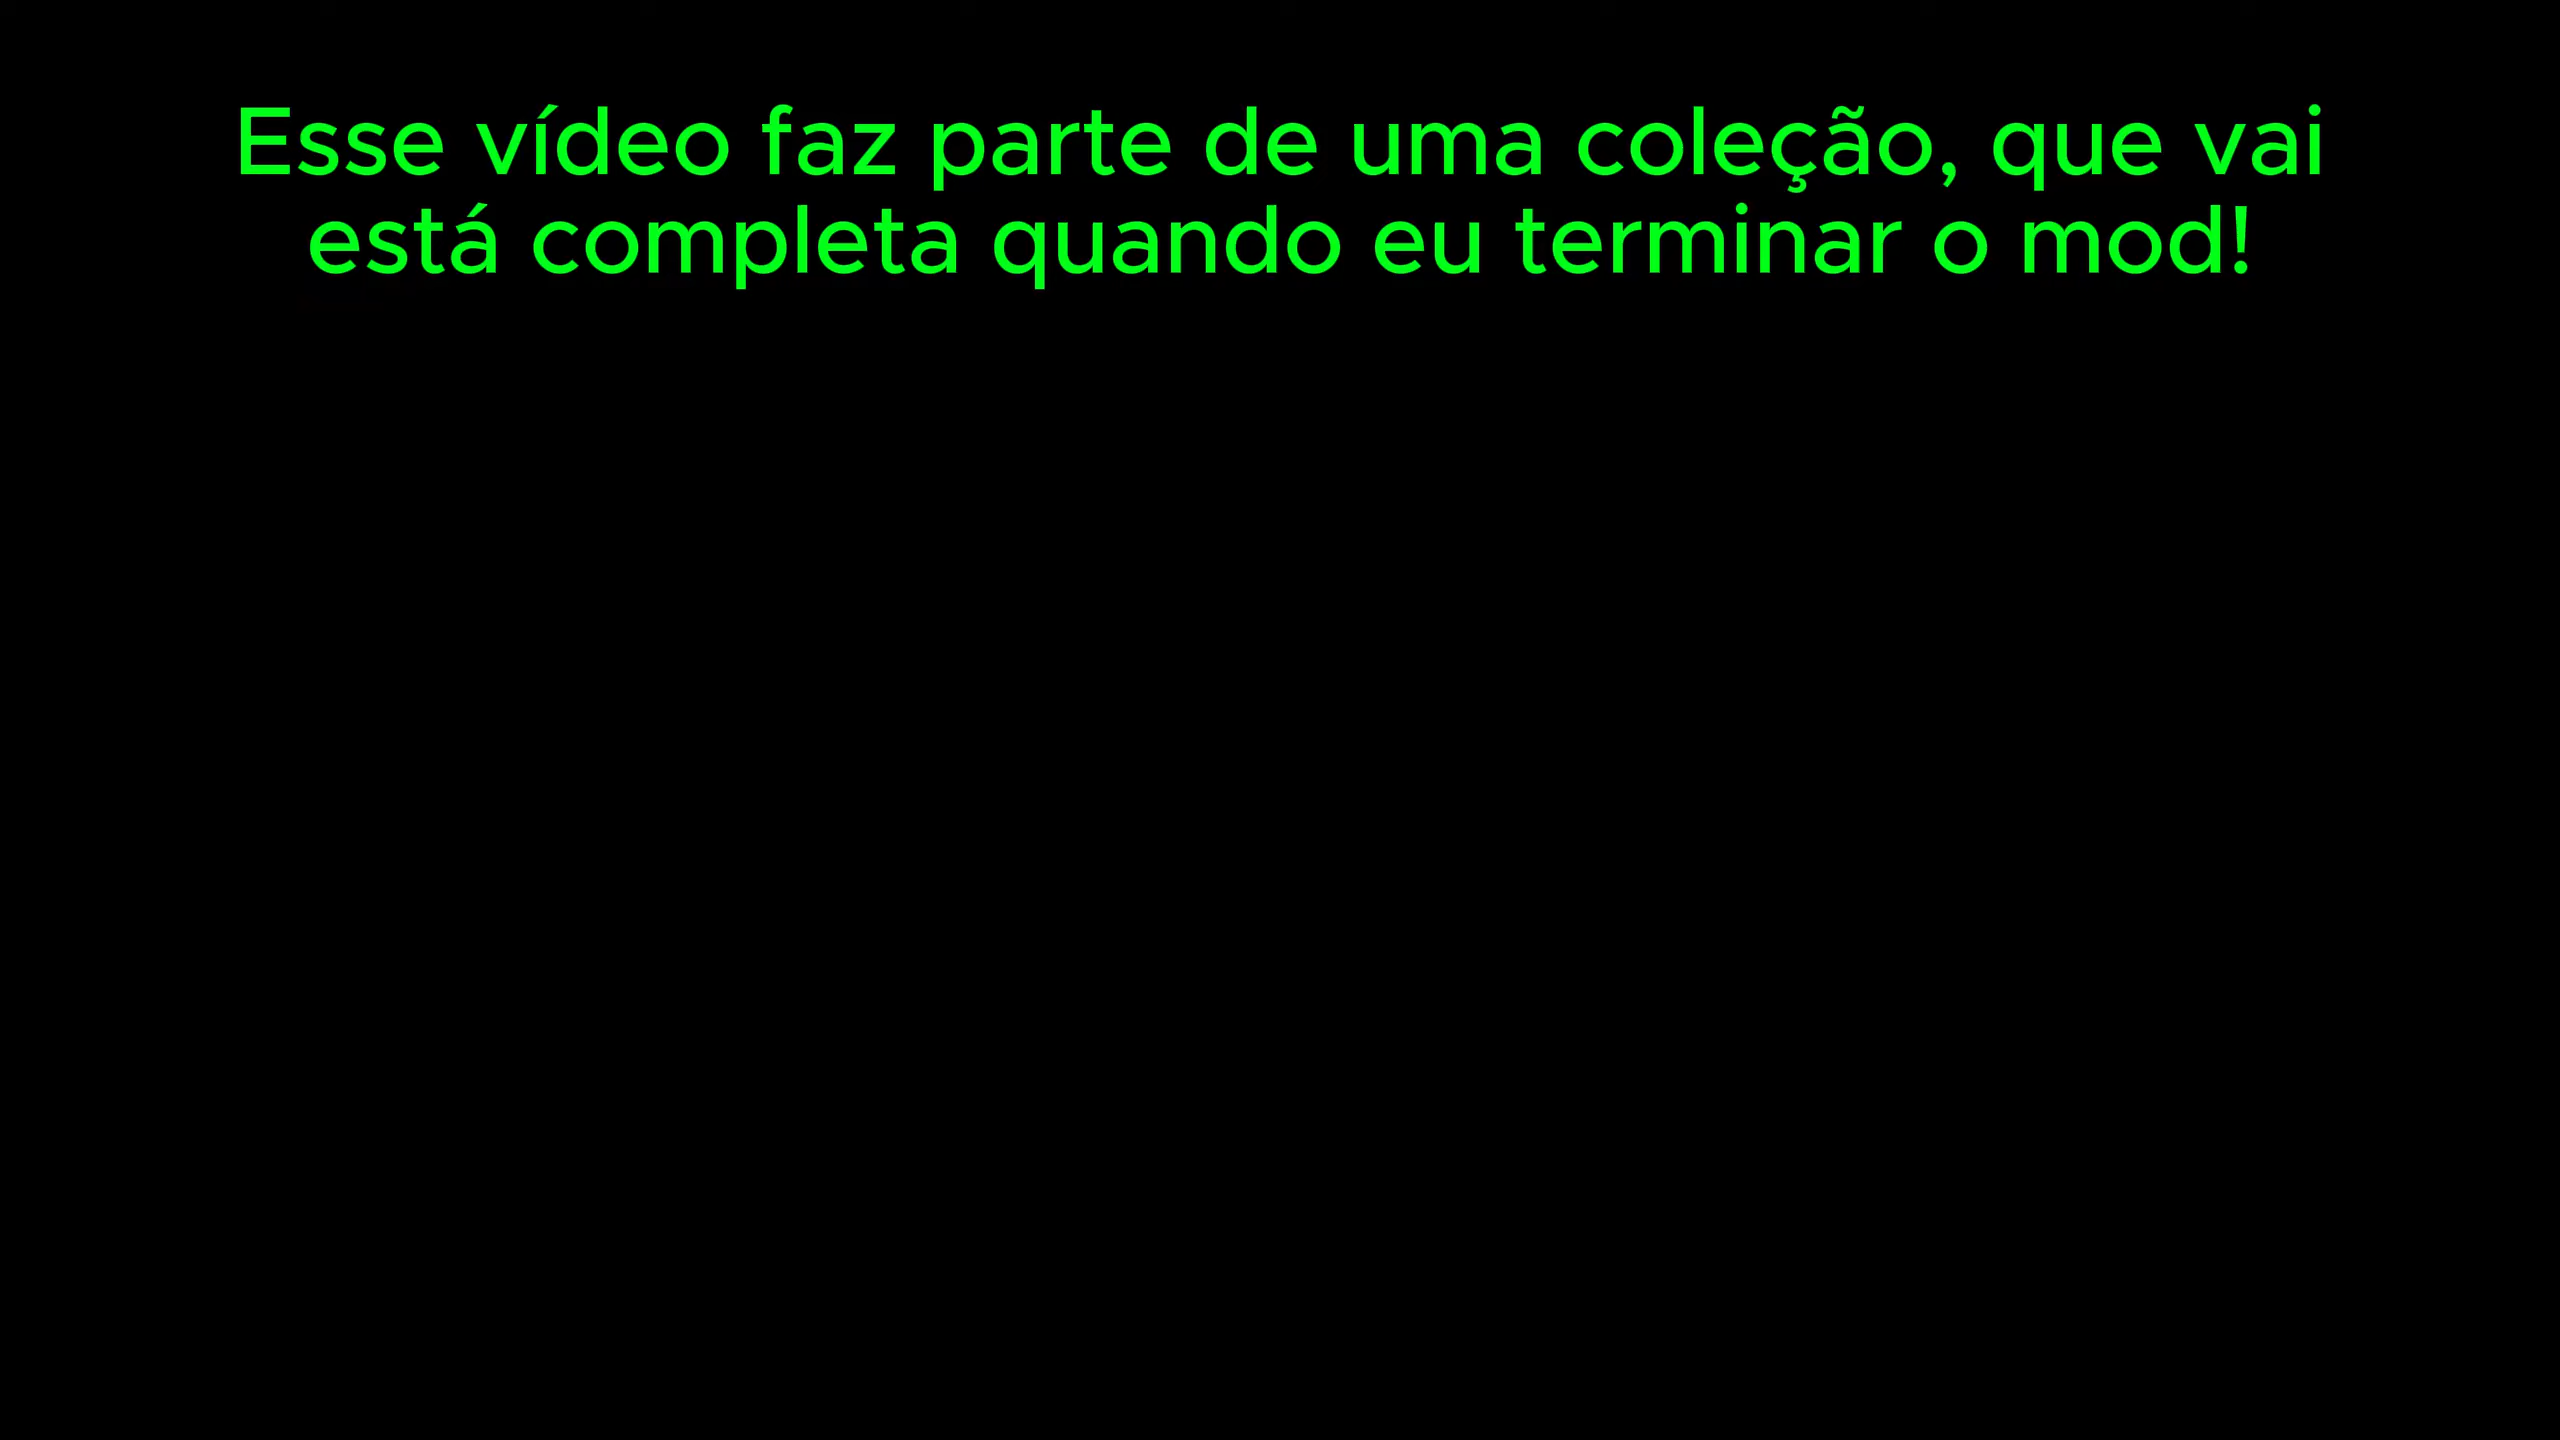 Esse vídeo faz parte de uma coleção, que vai
está completa quando eu terminar o mod!